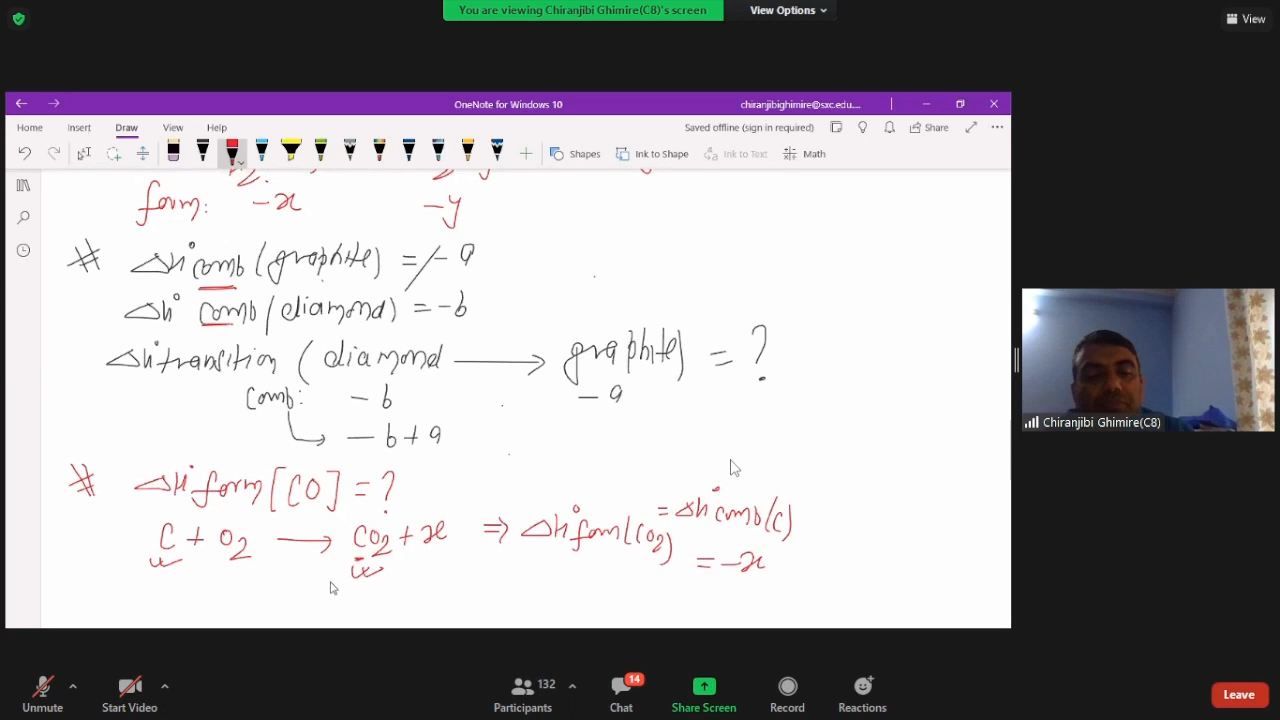 You are viewing Chiranjibi Ghimire(C8)'s screen
View Options
View
OneNote for Windows 10
chiranjibighimire@sxc.edu....
Home Insert Draw View Help
Saved offline (sign in required)
Share
Shapes
Ink to Shape
Ink to Text
Math
form: -x -y
ΔH° comb (graphite) = -a
ΔH° comb (diamond) = -b
ΔH transition (diamond → graphite) = ?
Comb: -b -a
-b+a
ΔH form [CO] = ?
C + O2 → CO2 + x ⇒ ΔH° form (CO2) = ΔH° comb (C)
= -x
Chiranjibi Ghimire(C8)
Unmute
Start Video
132
Participants
14
Chat
Share Screen
Record
Reactions
Leave